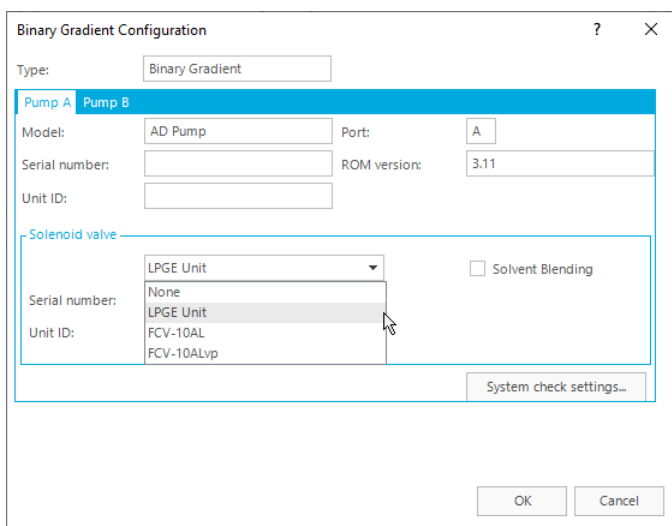 Binary Gradient Configuration ?
Type: Binary Gradient
Pump A Pump B
Model: AD Pump Port: A
Serial number: ROM version: 3.11
Unit ID:
Solenoid valve
LPGE Unit Solvent Blending
None
Serial number:
LPGE Unit
Unit ID: FCV-10AL
FCV-10ALvp
System check settings...
OK Cancel